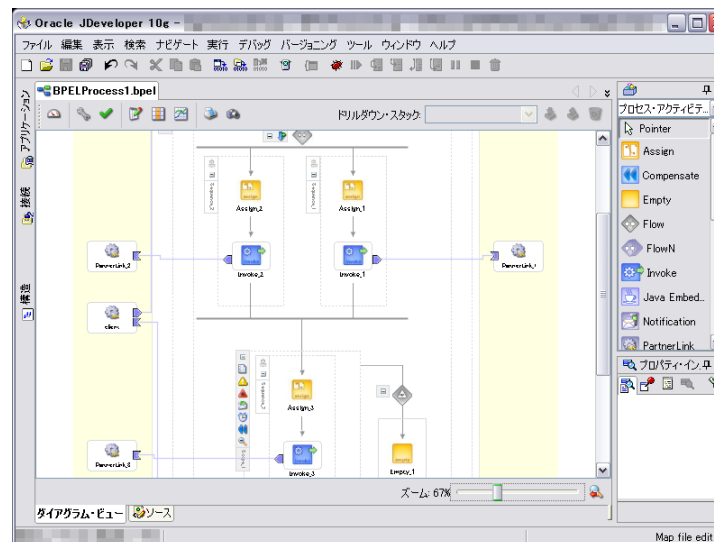 Oracle JDeveloper 10g -
ファイル 編集 表示 検索 ナビゲート 実行 デバッグ バージョニング ツール ウィンドウ ヘルプ
アプリケーション
接続
構造
BPELProcess1.bpel
ドリルダウン・スタック:
Sequence_2
Assign_2
Invoke_2
Sequence_1
Assign_1
Invoke_1
PartnerLink_2
PartnerLink_1
client
Assign_3
Invoke_3
PartnerLink_3
Empty_1
ズーム: 67%
ダイアグラム・ビュー
ソース
プロセス・アクティビテ...
Pointer
Assign
Compensate
Empty
Flow
FlowN
Invoke
Java Embed...
Notification
PartnerLink
プロパティ・イン...
Map file edit